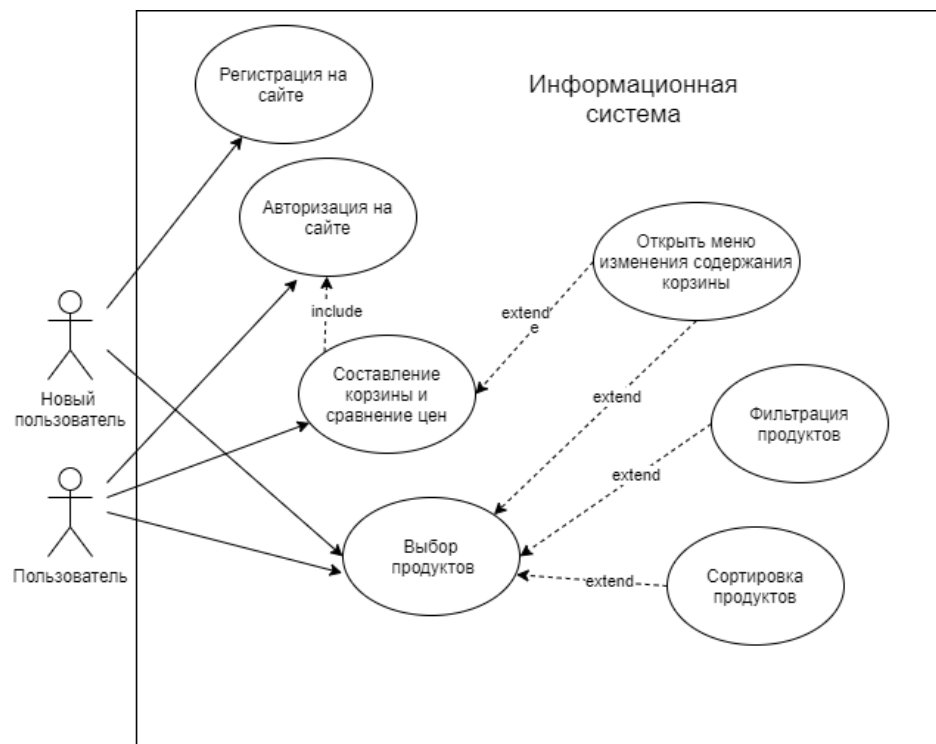 Регистрация на
сайте
Информационная
система
Авторизация на
сайте
Открыть меню
изменения содержания
корзины
include
extend
e
Составление
корзины и
сравнение цен
Новый
пользователь
extend
Фильтрация
продуктов
extend
Выбор
продуктов
Пользователь
extend
Сортировка
продуктов